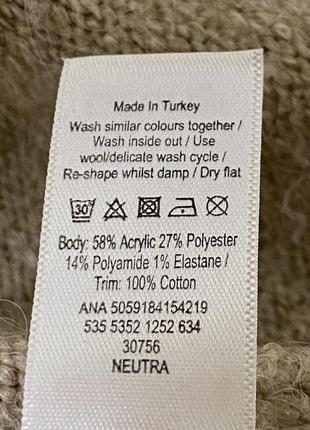 Made In Turkey
Wash similar colours together /
Wash inside out / Use
wool/delicate wash cycle /
Re-shape whilst damp / Dry flat
30°
Body: 58% Acrylic 27% Polyester
14% Polyamide 1% Elastane /
Trim: 100% Cotton
ANA 5059184154219
535 5352 1252 634
30756
NEUTRA